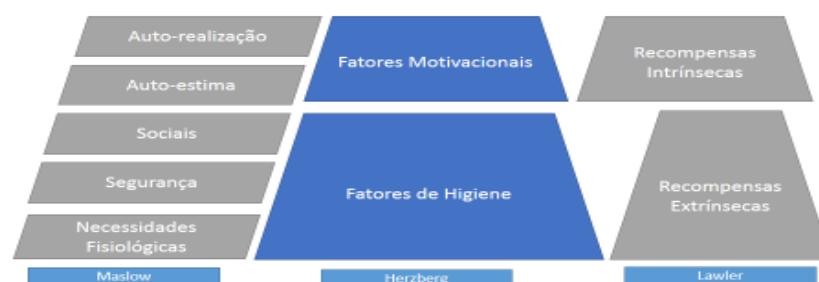 Auto-realização
Auto-estima
Sociais
Segurança
Necessidades
Fisiológicas
Maslow
Fatores Motivacionais
Fatores de Higiene
Herzberg
Recompensas
Intrínsecas
Recompensas
Extrínsecas
Lawler